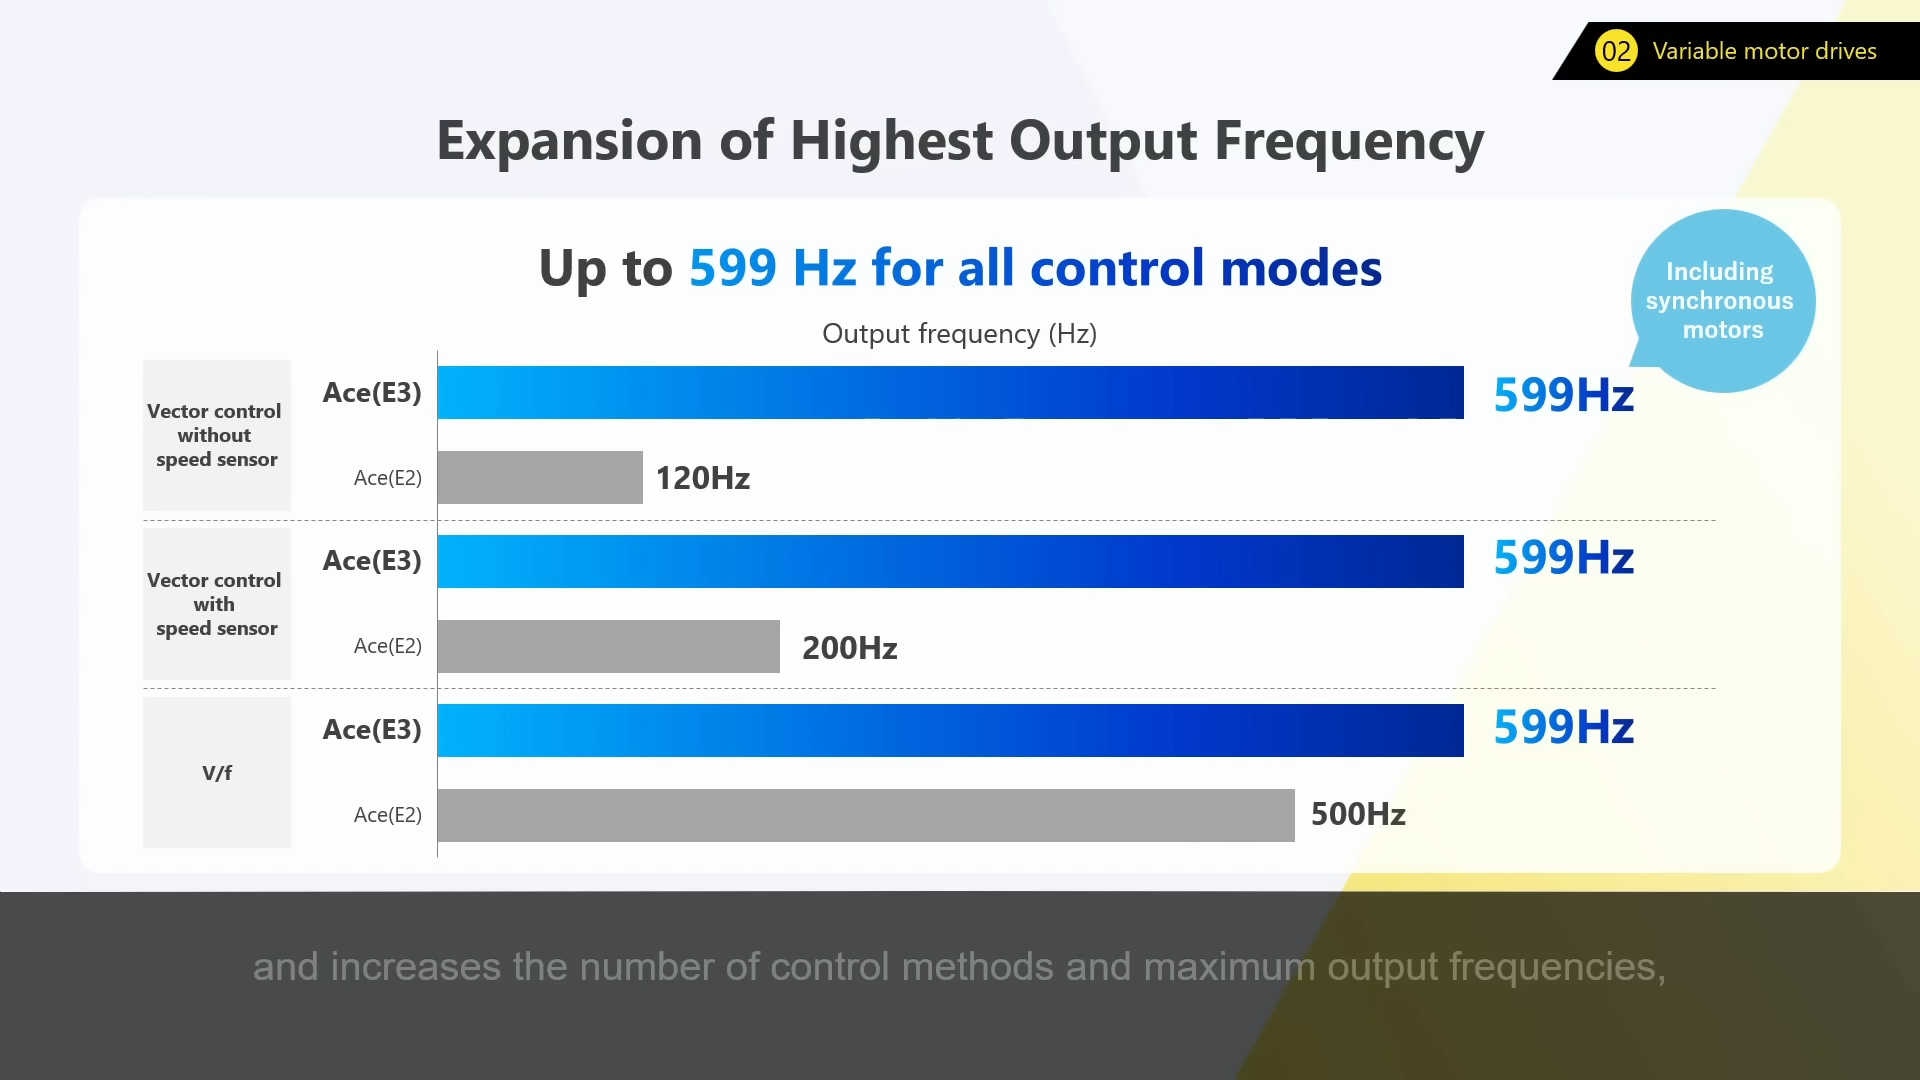 02 Variable motor drives
Expansion of Highest Output Frequency
Up to 599 Hz for all control modes
Including
synchronous
motors
Output frequency (Hz)
Vector control
without
speed sensor
Ace(E3)
599Hz
Ace(E2)
120Hz
Vector control
with
speed sensor
Ace(E3)
599Hz
Ace(E2)
200Hz
V/f
Ace(E3)
599Hz
Ace(E2)
500Hz
and increases the number of control methods and maximum output frequencies,